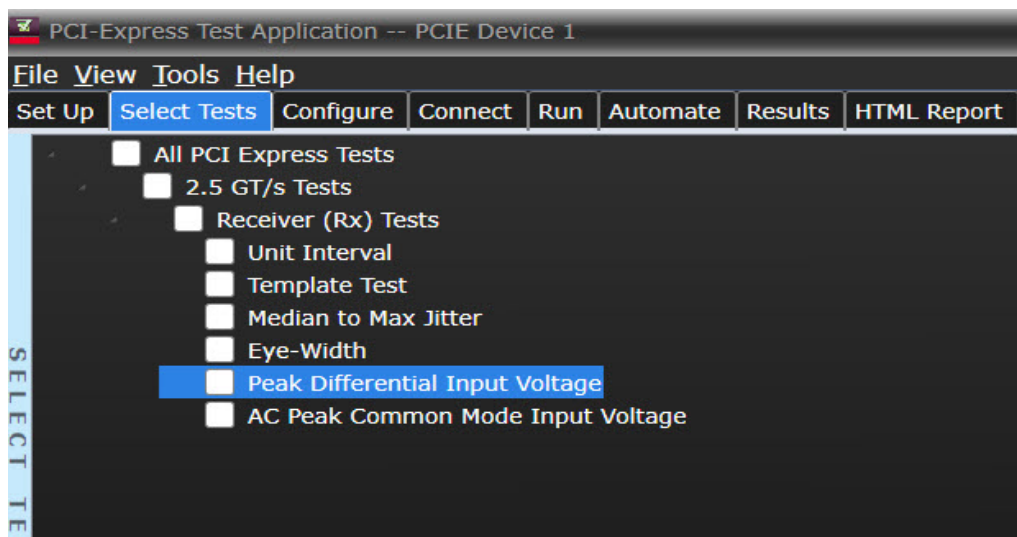 PCI-Express Test Application -- PCIE Device 1
File View Tools Help
Set Up Select Tests Configure Connect Run Automate Results HTML Report
All PCI Express Tests
2.5 GT/s Tests
Receiver (Rx) Tests
Unit Interval
Template Test
Median to Max Jitter
Eye-Width
Peak Differential Input Voltage
AC Peak Common Mode Input Voltage
SELECT TE